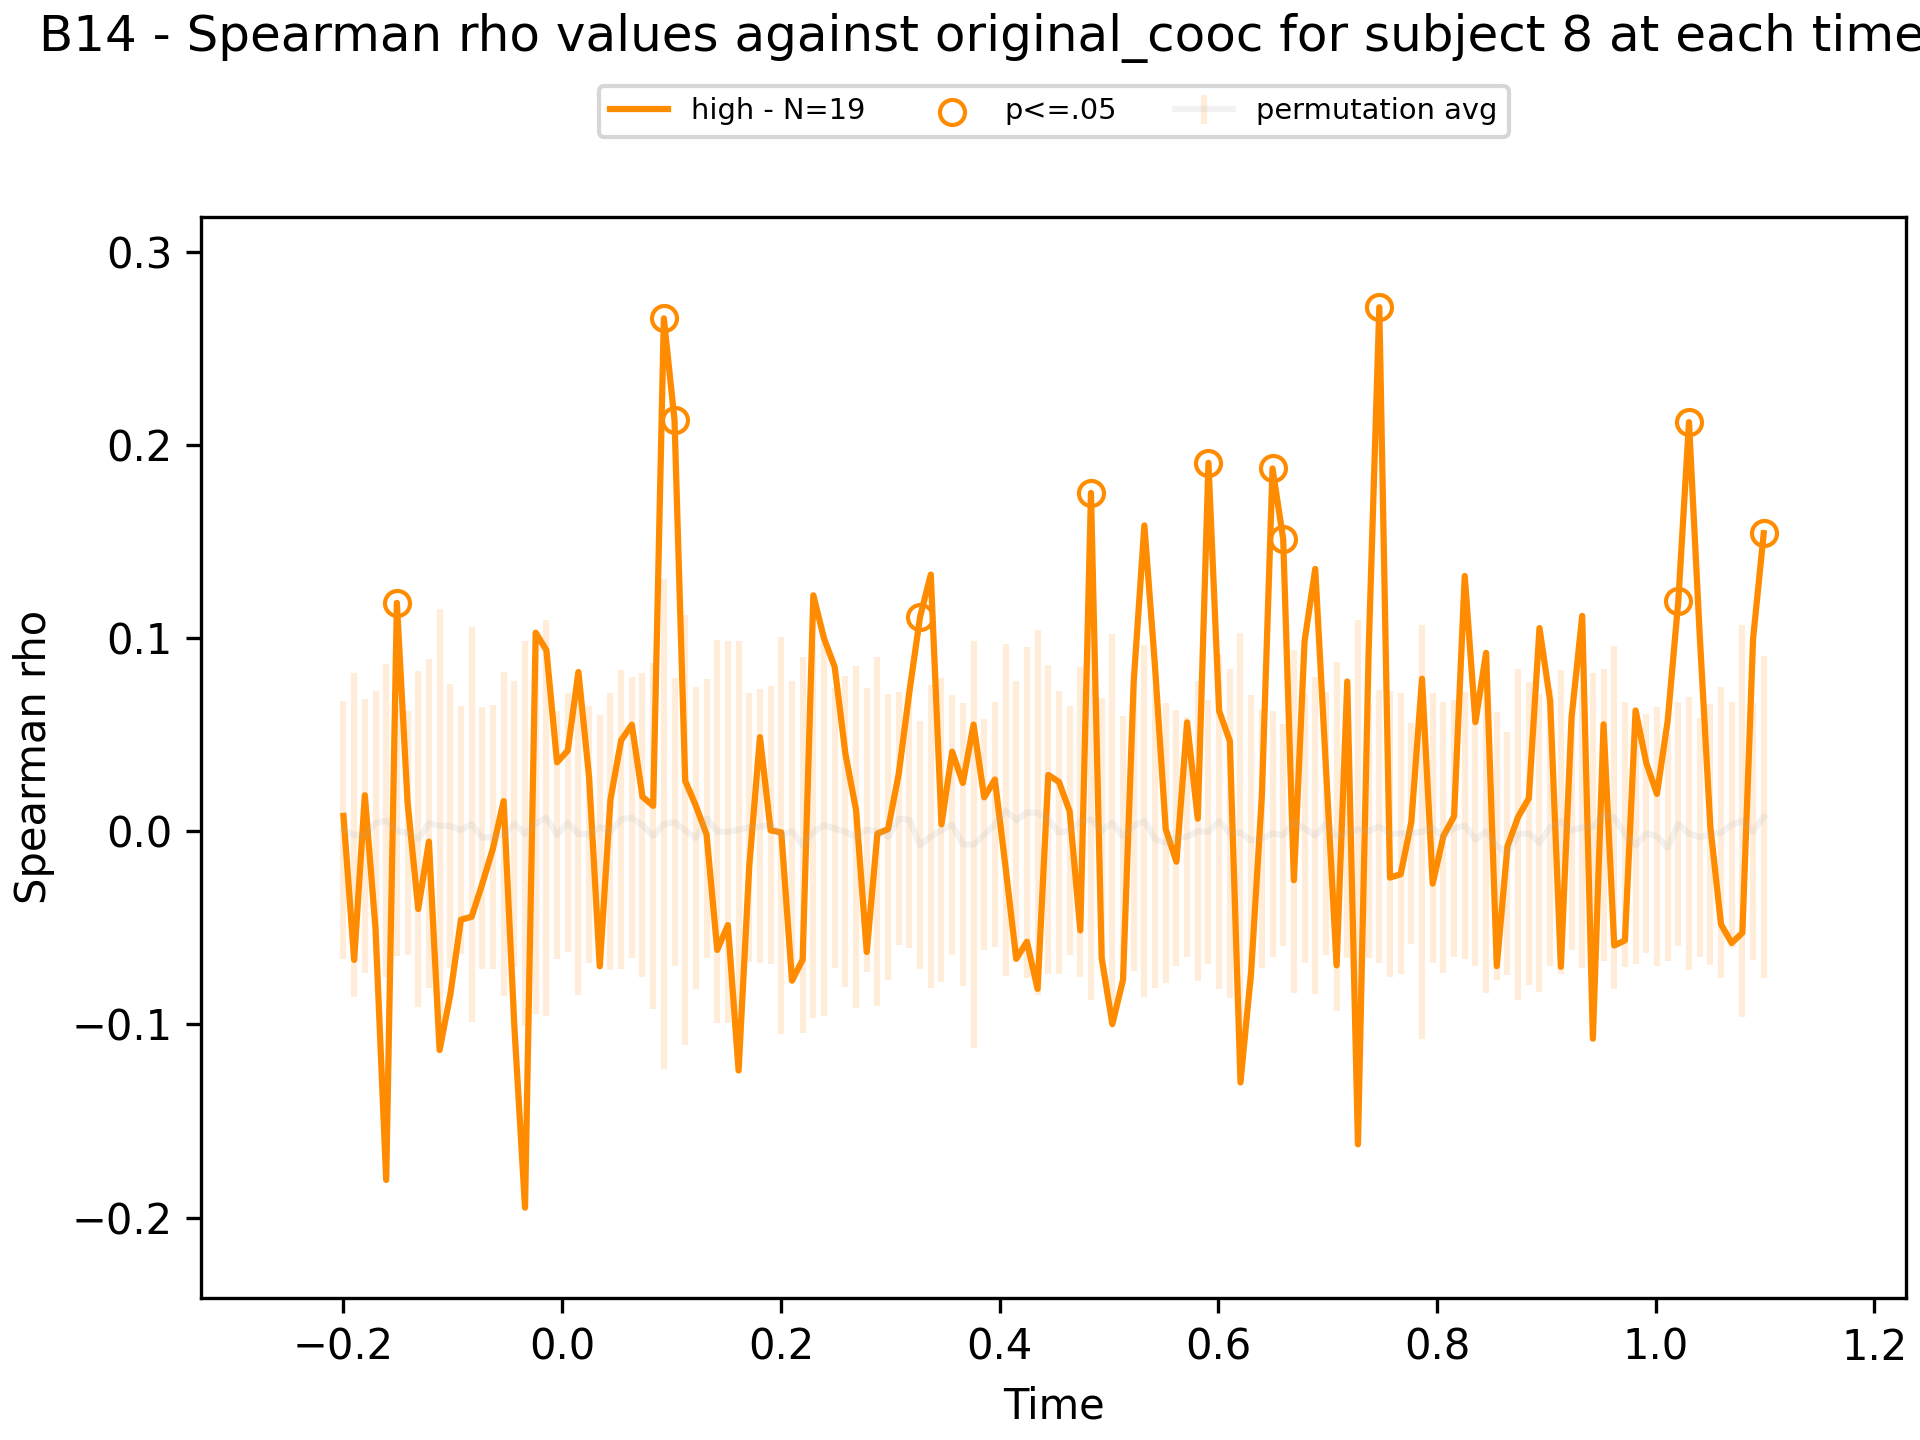 B14 - Spearman rho values against original_cooc for subject 8 at each time
high - N=19 p<=.05 permutation avg
0.3
0.2
0.1
0.0
−0.1
−0.2
Spearman rho
−0.2 0.0 0.2 0.4 0.6 0.8 1.0 1.2
Time